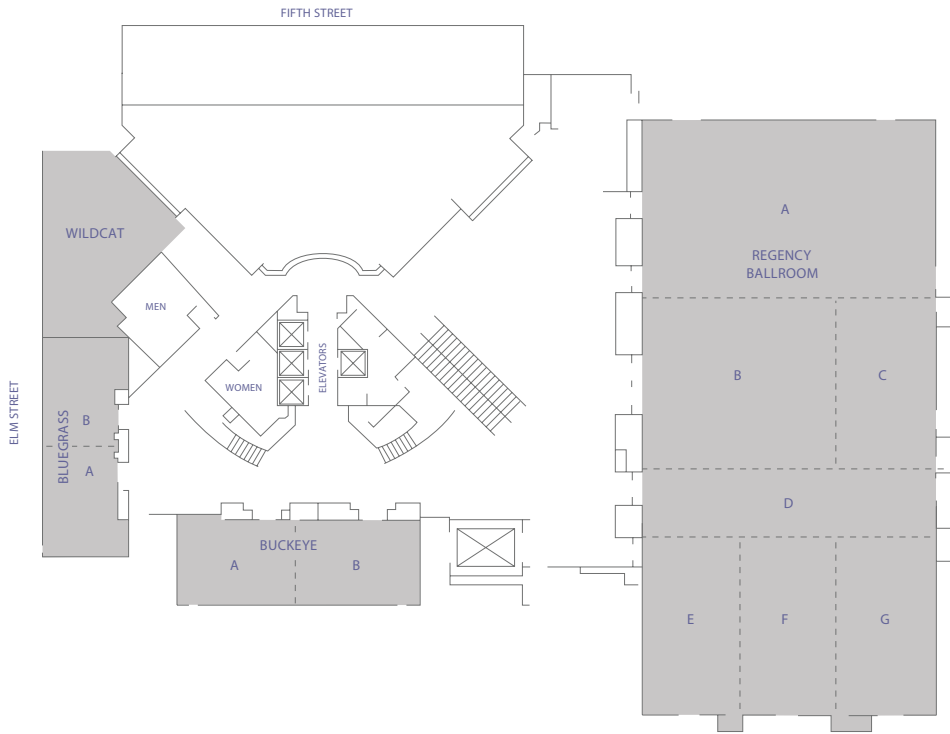 FIFTH STREET
WILDCAT
MEN
WOMEN
ELEVATORS
ELM STREET
BLUEGRASS
B
A
BUCKEYE
A
B
A
REGENCY
BALLROOM
B
C
D
E
F
G